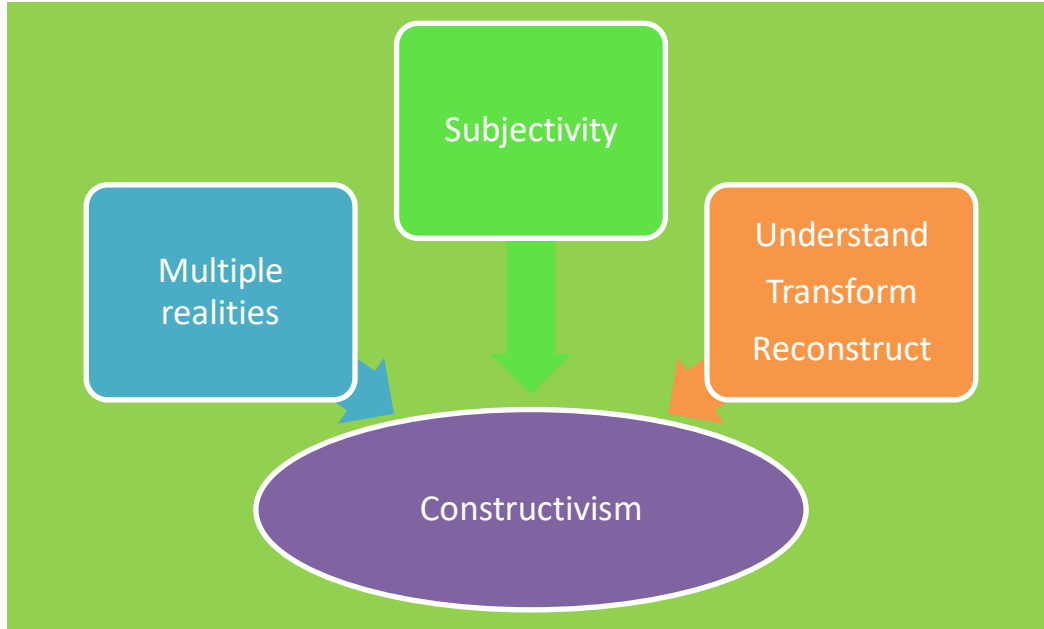 Subjectivity
Multiple
realities
Understand
Transform
Reconstruct
Constructivism